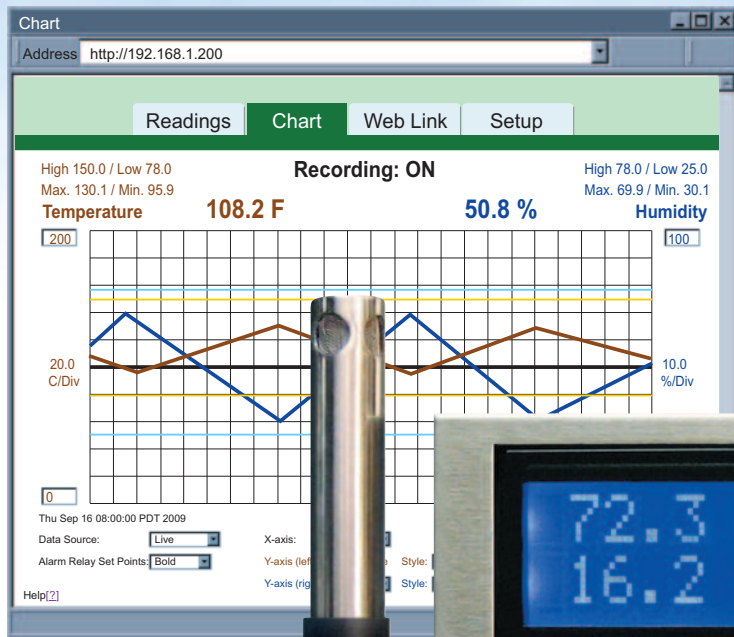 Chart
Address http://192.168.1.200
Readings Chart Web Link Setup
High 150.0 / Low 78.0 Recording: ON High 78.0 / Low 25.0
Max. 130.1 / Min. 95.9 Max. 69.9 / Min. 30.1
Temperature 108.2 F 50.8 % Humidity
200 100
20.0 10.0
C/Div %/Div
0
Thu Sep 16 08:00:00 PDT 2009
Data Source: Live X-axis:
Alarm Relay Set Points: Bold Y-axis Style:
Y-axis Style:
Help[?]
72.3
16.2